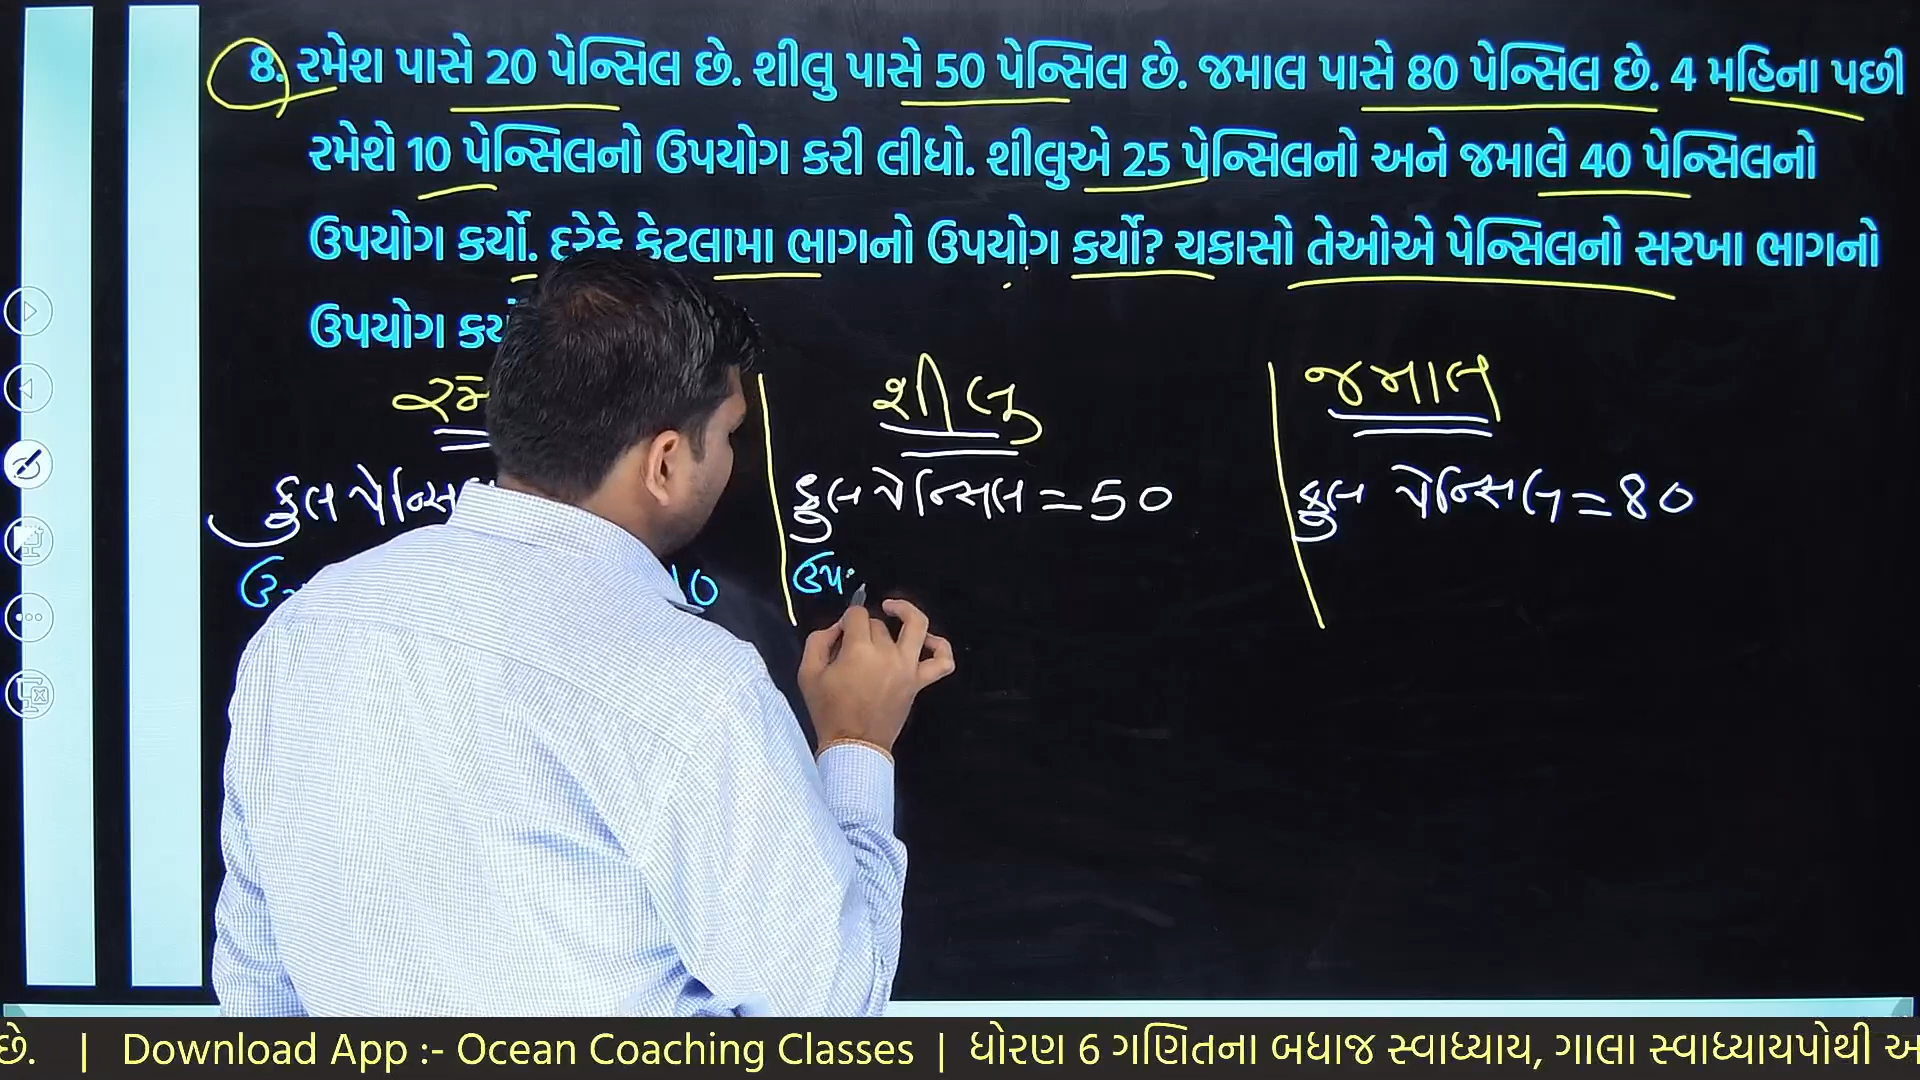 8. રમેશ પાસે 20 પેન્સિલ છે. શીલુ પાસે 50 પેન્સિલ છે. જમાલ પાસે 80 પેન્સિલ છે. 4 મહિના પછી
રમેશે 10 પેન્સિલનો ઉપયોગ કરી લીધો. શીલુએ 25 પેન્સિલનો અને જમાલે 40 પેન્સિલનો
ઉપયોગ કર્યો. દરેકે કેટલામા ભાગનો ઉપયોગ કર્યો? ચકાસો તેઓએ પેન્સિલનો સરખા ભાગનો
ઉપયોગ
શીલુ
જમાલ
કુલ
કુલ પેન્સિલ = 50
કુલ પેન્સિલ = 80
10
છે. | Download App :- Ocean Coaching Classes | ધોરણ 6 ગણિતના બધાજ સ્વાધ્યાય, ગાલા સ્વાધ્યાયપોથી